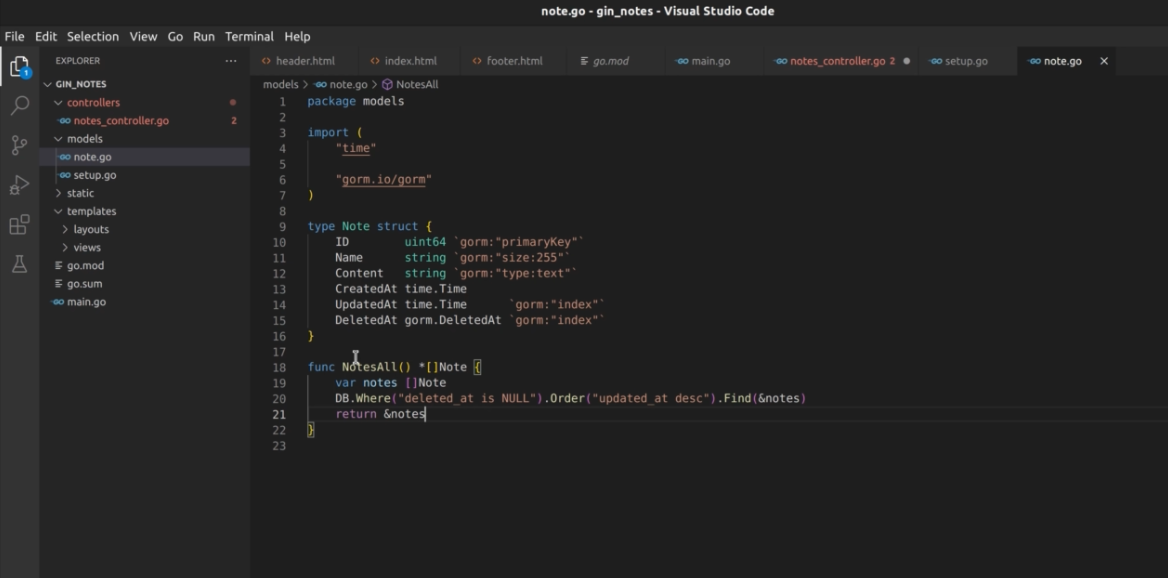 note.go - gin_notes - Visual Studio Code
File Edit Selection View Go Run Terminal Help
EXPLORER ...
header.html index.html footer.html go.mod main.go notes_controller.go 2 setup.go note.go
1
GIN_NOTES
controllers
notes_controller.go 2
models
note.go
setup.go
static
templates
layouts
views
go.mod
go.sum
main.go
models > note.go > NotesAll
1 package models
2
3 import (
4 "time"
5
6 "gorm.io/gorm"
7 )
8
9 type Note struct {
10 ID uint64 `gorm:"primaryKey"`
11 Name string `gorm:"size:255"`
12 Content string `gorm:"type:text"`
13 CreatedAt time.Time
14 UpdatedAt time.Time `gorm:"index"`
15 DeletedAt gorm.DeletedAt `gorm:"index"`
16 }
17
18 func NotesAll() *[]Note {
19 var notes []Note
20 DB.Where("deleted_at is NULL").Order("updated_at desc").Find(&notes)
21 return &notes
22 }
23